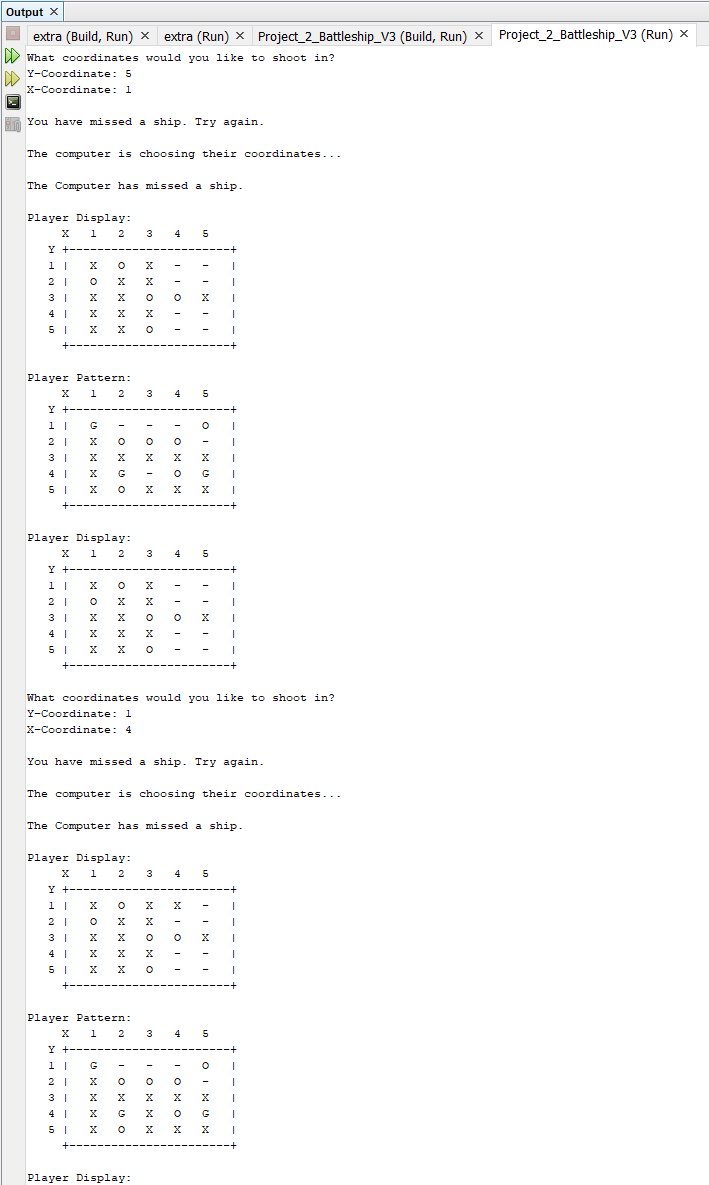 Output ×
extra (Build, Run) × extra (Run) × Project_2_Battleship_V3 (Build, Run) × Project_2_Battleship_V3 (Run) ×
What coordinates would you like to shoot in?
Y-Coordinate: 5
X-Coordinate: 1
You have missed a ship. Try again.
The computer is choosing their coordinates...
The Computer has missed a ship.
Player Display:
     X   1   2   3   4   5
   Y +-----------------------+
   1 |   X   O   X   -   -   |
   2 |   O   X   X   -   -   |
   3 |   X   X   O   O   X   |
   4 |   X   X   X   -   -   |
   5 |   X   X   O   -   -   |
     +-----------------------+
Player Pattern:
     X   1   2   3   4   5
   Y +-----------------------+
   1 |   G   -   -   -   O   |
   2 |   X   O   O   O   -   |
   3 |   X   X   X   X   X   |
   4 |   X   G   -   O   G   |
   5 |   X   O   X   X   X   |
     +-----------------------+
Player Display:
     X   1   2   3   4   5
   Y +-----------------------+
   1 |   X   O   X   -   -   |
   2 |   O   X   X   -   -   |
   3 |   X   X   O   O   X   |
   4 |   X   X   X   -   -   |
   5 |   X   X   O   -   -   |
     +-----------------------+
What coordinates would you like to shoot in?
Y-Coordinate: 1
X-Coordinate: 4
You have missed a ship. Try again.
The computer is choosing their coordinates...
The Computer has missed a ship.
Player Display:
     X   1   2   3   4   5
   Y +-----------------------+
   1 |   X   O   X   X   -   |
   2 |   O   X   X   -   -   |
   3 |   X   X   O   O   X   |
   4 |   X   X   X   -   -   |
   5 |   X   X   O   -   -   |
     +-----------------------+
Player Pattern:
     X   1   2   3   4   5
   Y +-----------------------+
   1 |   G   -   -   -   O   |
   2 |   X   O   O   O   -   |
   3 |   X   X   X   X   X   |
   4 |   X   G   X   O   G   |
   5 |   X   O   X   X   X   |
     +-----------------------+
Player Display: